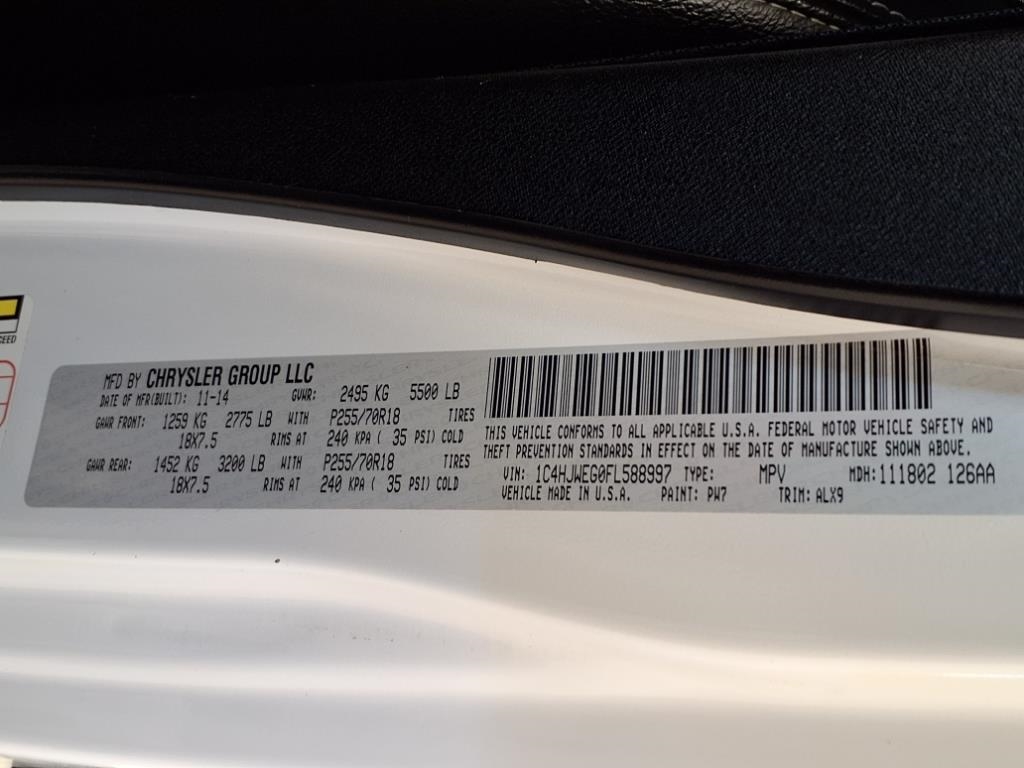 CEED
MFD BY CHRYSLER GROUP LLC
DATE OF MFR(BUILT): 11-14 GVWR: 2495 KG 5500 LB
GAWR FRONT: 1259 KG 2775 LB WITH P255/70R18 TIRES
18X7.5 RIMS AT 240 KPA ( 35 PSI) COLD
GAWR REAR: 1452 KG 3200 LB WITH P255/70R18 TIRES
18X7.5 RIMS AT 240 KPA ( 35 PSI) COLD
THIS VEHICLE CONFORMS TO ALL APPLICABLE U.S.A. FEDERAL MOTOR VEHICLE SAFETY AND
THEFT PREVENTION STANDARDS IN EFFECT ON THE DATE OF MANUFACTURE SHOWN ABOVE.
VIN: 1C4HJWEG0FL588997 TYPE: MPV MDH: 111802 126AA
VEHICLE MADE IN U.S.A. PAINT: PW7 TRIM: ALX9